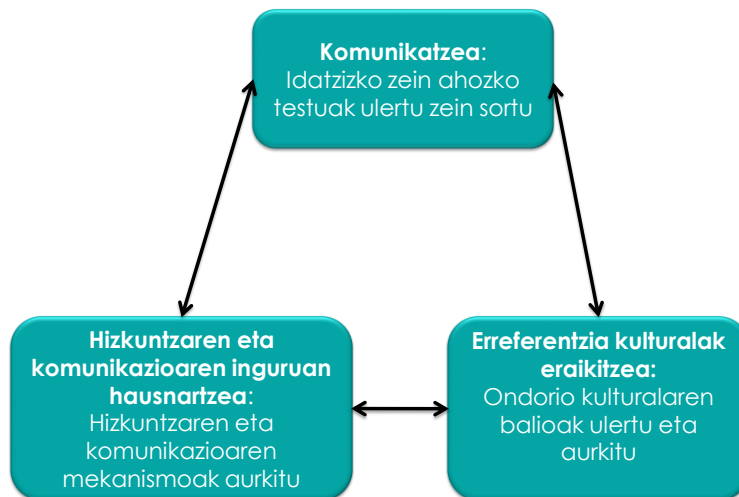 Komunikatzea:
Idatzizko zein ahozko
testuak ulertu zein sortu
Hizkuntzaren eta
komunikazioaren inguruan
hausnartzea:
Hizkuntzaren eta
komunikazioaren
mekanismoak aurkitu
Erreferentzia kulturalak
eraikitzea:
Ondorio kulturalaren
balioak ulertu eta
aurkitu